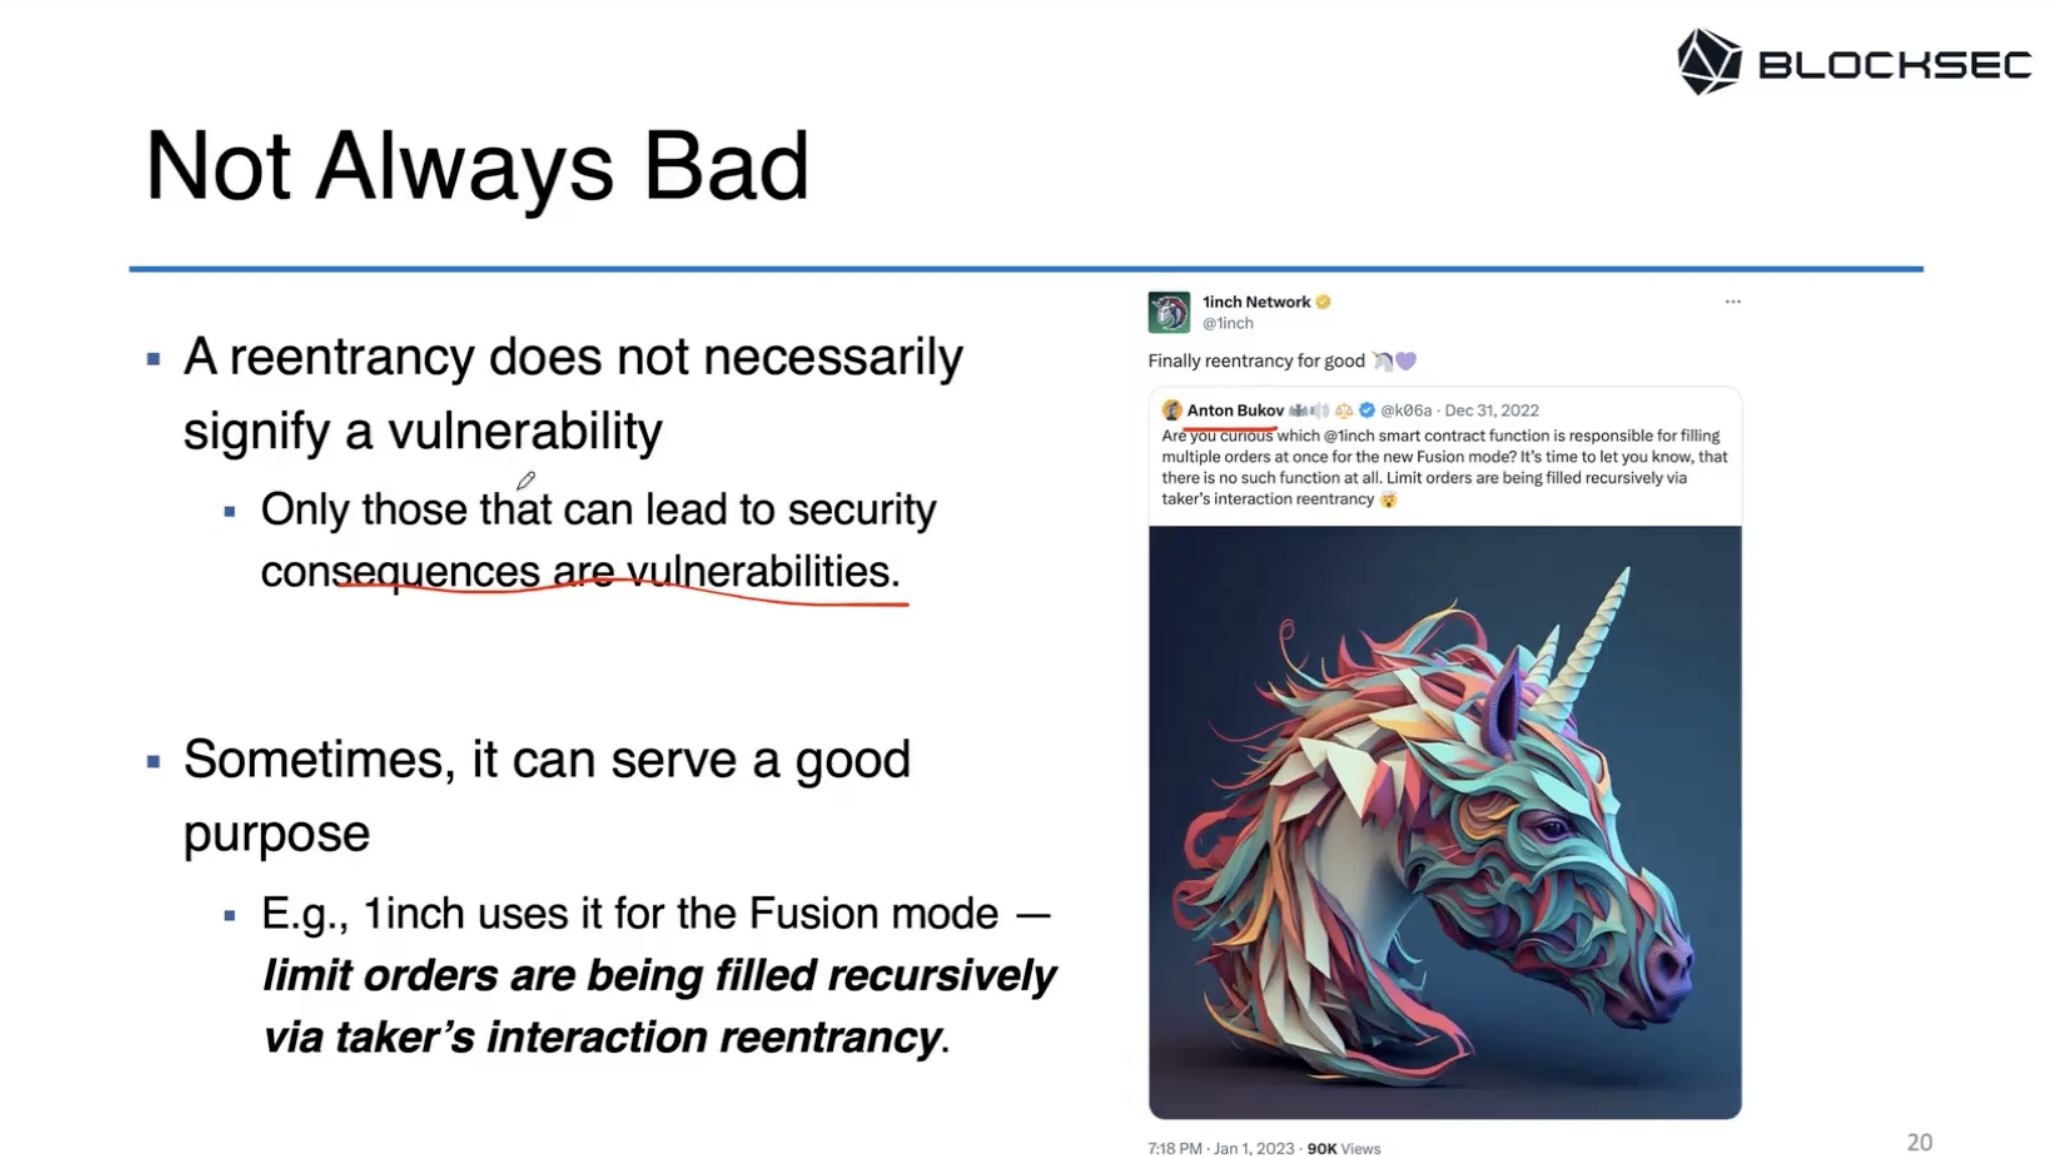 BLOCKSEC
Not Always Bad
A reentrancy does not necessarily
signify a vulnerability
Only those that can lead to security
consequences are vulnerabilities.
Sometimes, it can serve a good
purpose
E.g., 1inch uses it for the Fusion mode —
limit orders are being filled recursively
via taker's interaction reentrancy.
1inch Network
@1inch
Finally reentrancy for good 🦄💜
Anton Bukov @k06a · Dec 31, 2022
Are you curious which @1inch smart contract function is responsible for filling
multiple orders at once for the new Fusion mode? It's time to let you know, that
there is no such function at all. Limit orders are being filled recursively via
taker's interaction reentrancy 🤯
7:18 PM · Jan 1, 2023 · 90K Views
20